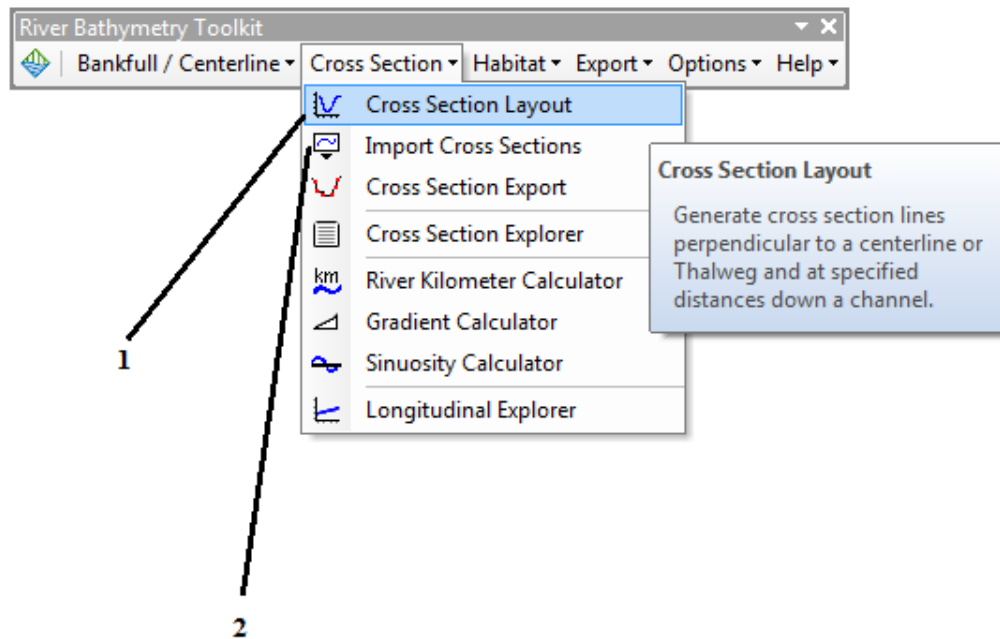 River Bathymetry Toolkit
Bankfull / Centerline Cross Section Habitat Export Options Help
Cross Section Layout
Import Cross Sections
Cross Section Export
Cross Section Explorer
km River Kilometer Calculator
Gradient Calculator
Sinuosity Calculator
Longitudinal Explorer
Cross Section Layout
Generate cross section lines
perpendicular to a centerline or
Thalweg and at specified
distances down a channel.
1
2